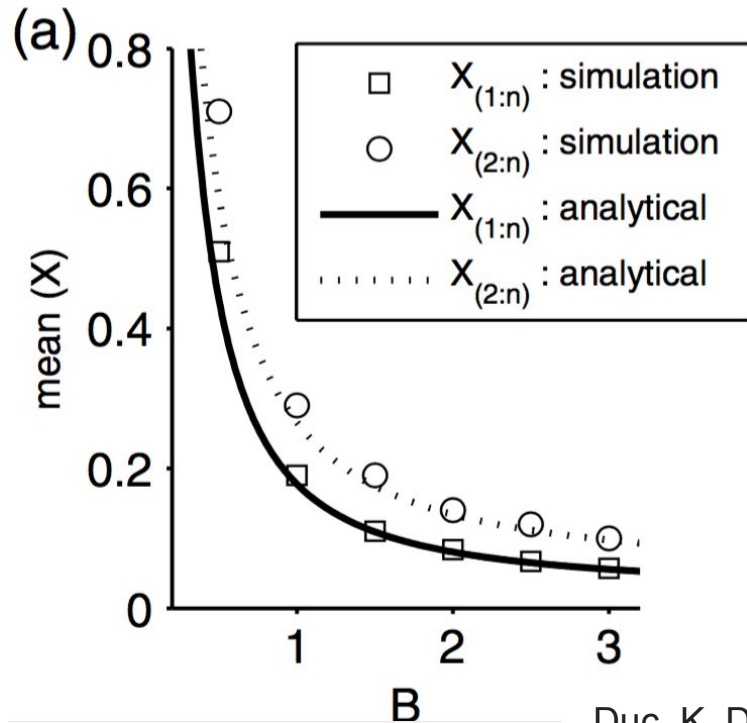 (a)
0.8
0.6
0.4
0.2
0
mean (X)
X(1:n) : simulation
X(2:n) : simulation
X(1:n) : analytical
X(2:n) : analytical
1 2 3
B